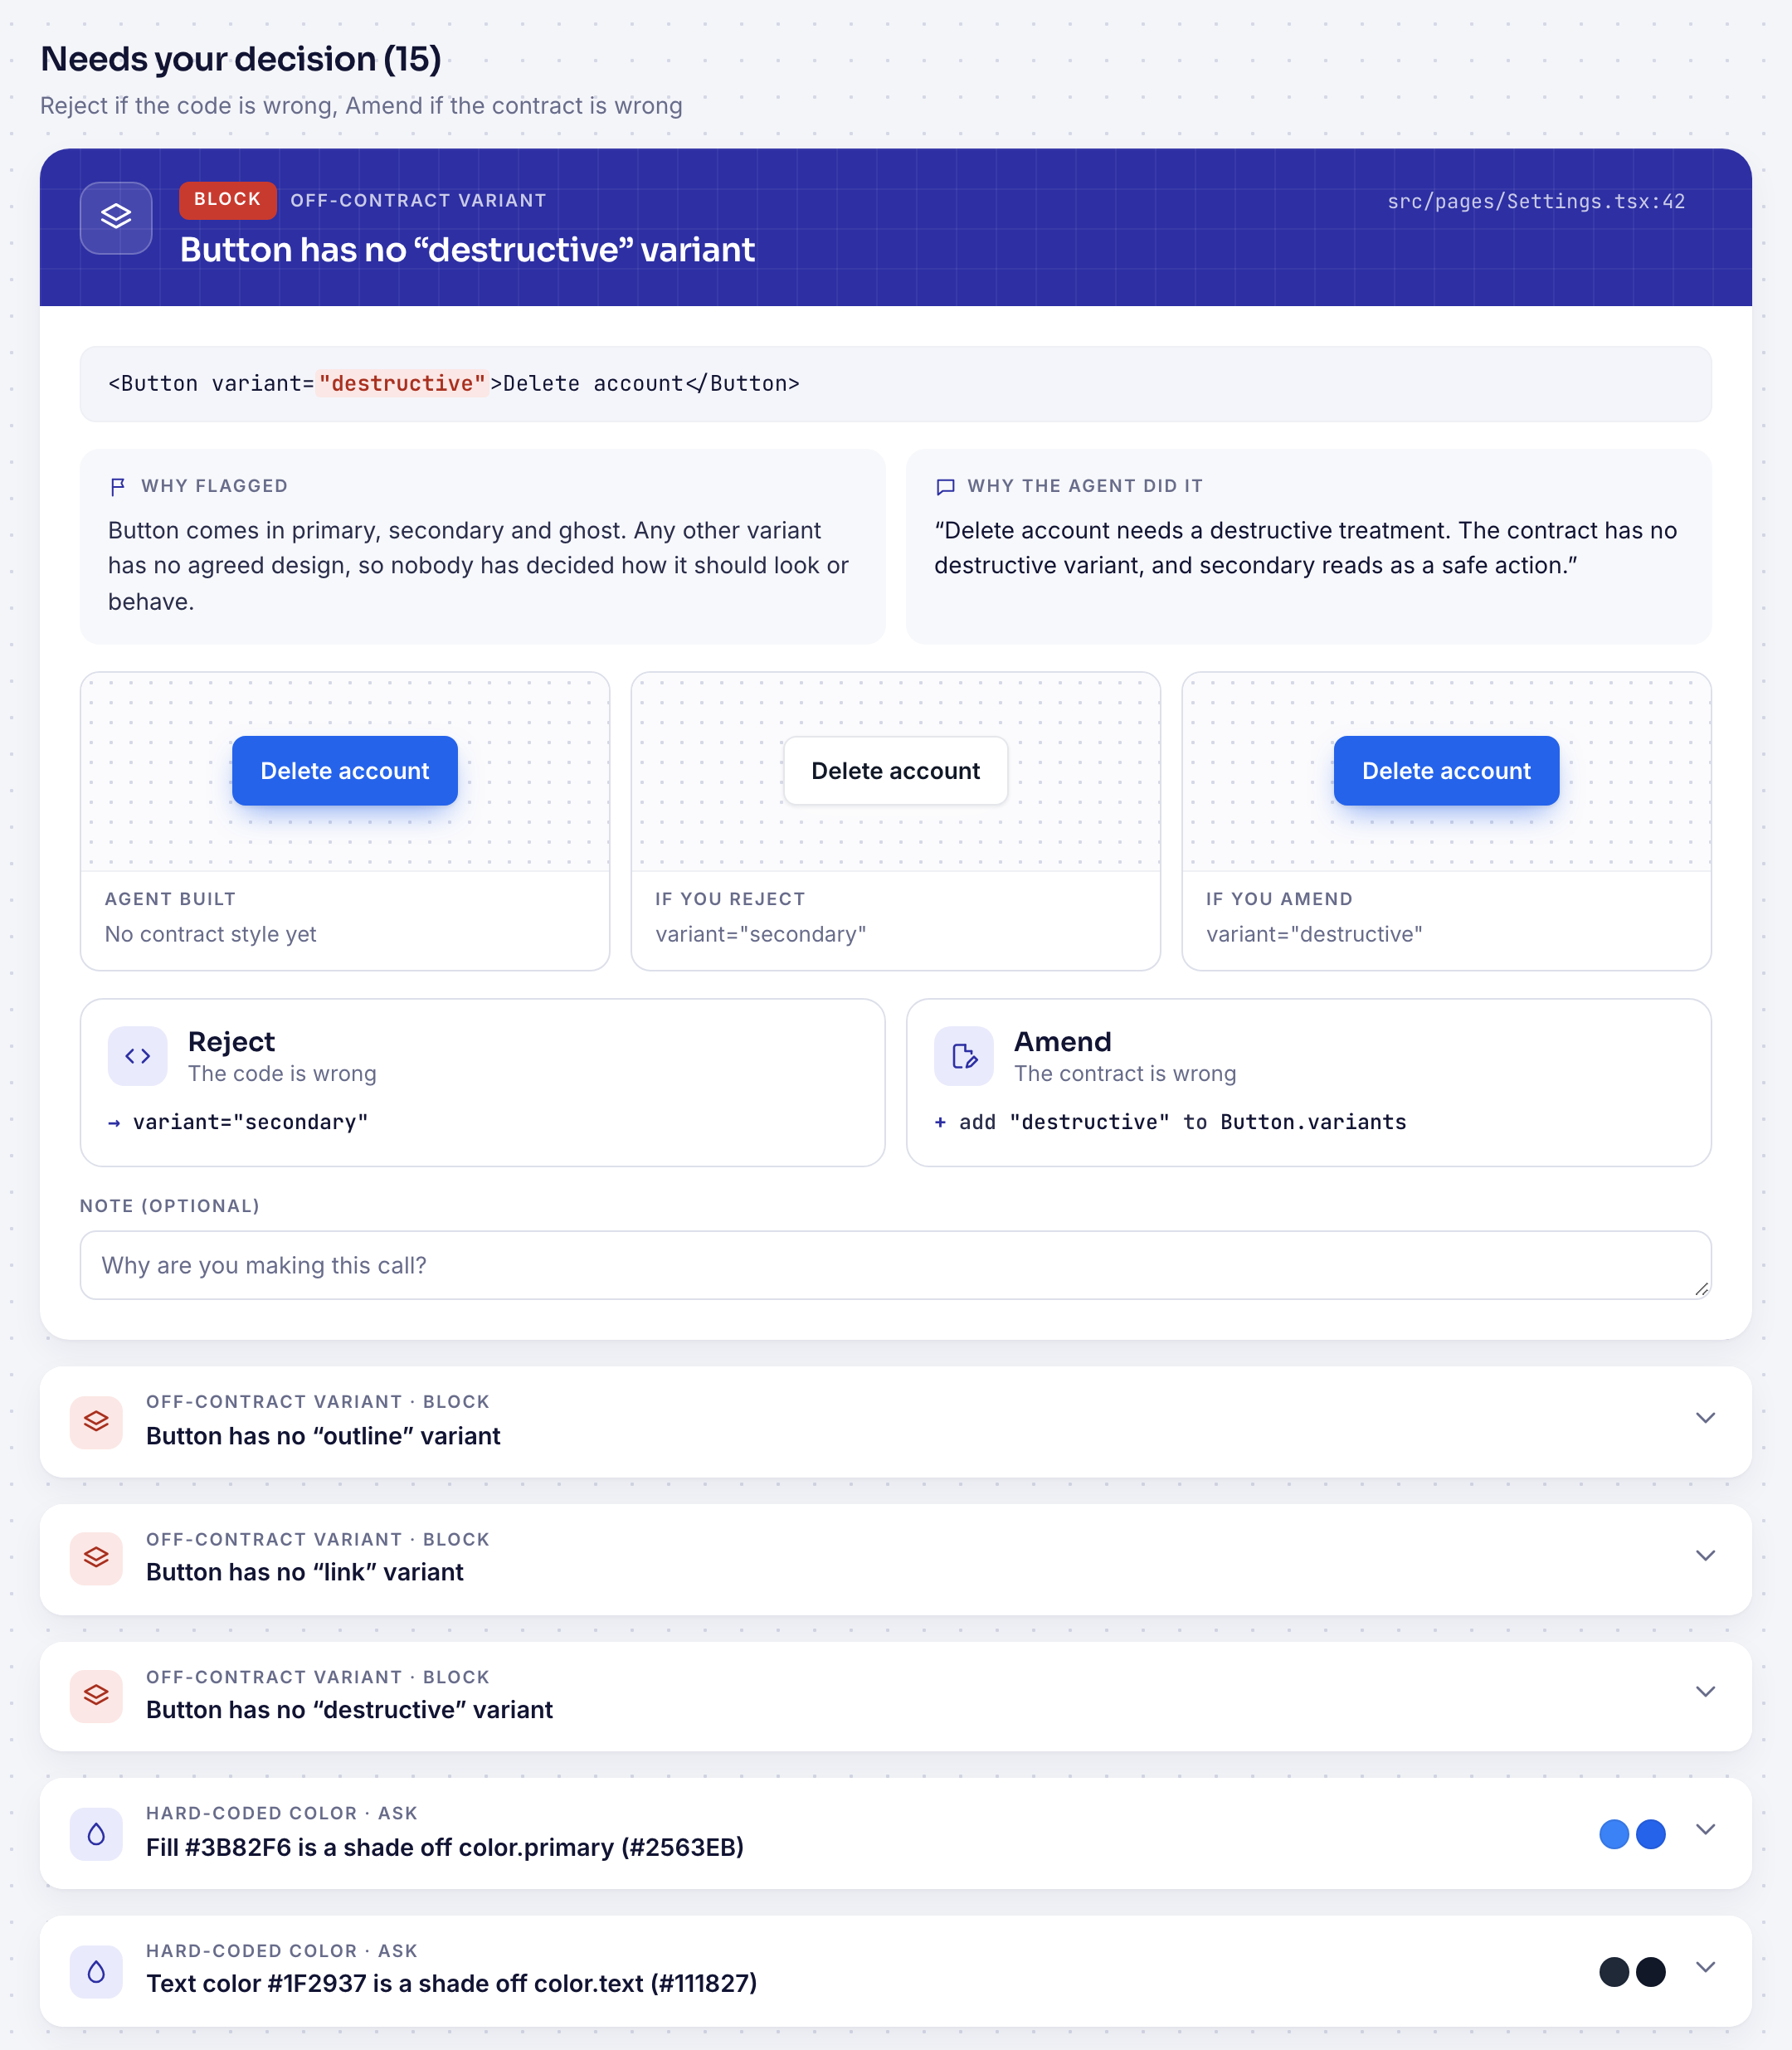 Needs your decision (15)
Reject if the code is wrong, Amend if the contract is wrong
BLOCK OFF-CONTRACT VARIANT
src/pages/Settings.tsx:42
Button has no “destructive” variant
<Button variant="destructive">Delete account</Button>
WHY FLAGGED
Button comes in primary, secondary and ghost. Any other variant
has no agreed design, so nobody has decided how it should look or
behave.
WHY THE AGENT DID IT
“Delete account needs a destructive treatment. The contract has no
destructive variant, and secondary reads as a safe action.”
Delete account
AGENT BUILT
No contract style yet
Delete account
IF YOU REJECT
variant="secondary"
Delete account
IF YOU AMEND
variant="destructive"
Reject
The code is wrong
→ variant="secondary"
Amend
The contract is wrong
+ add "destructive" to Button.variants
NOTE (OPTIONAL)
Why are you making this call?
OFF-CONTRACT VARIANT · BLOCK
Button has no “outline” variant
OFF-CONTRACT VARIANT · BLOCK
Button has no “link” variant
OFF-CONTRACT VARIANT · BLOCK
Button has no “destructive” variant
HARD-CODED COLOR · ASK
Fill #3B82F6 is a shade off color.primary (#2563EB)
HARD-CODED COLOR · ASK
Text color #1F2937 is a shade off color.text (#111827)